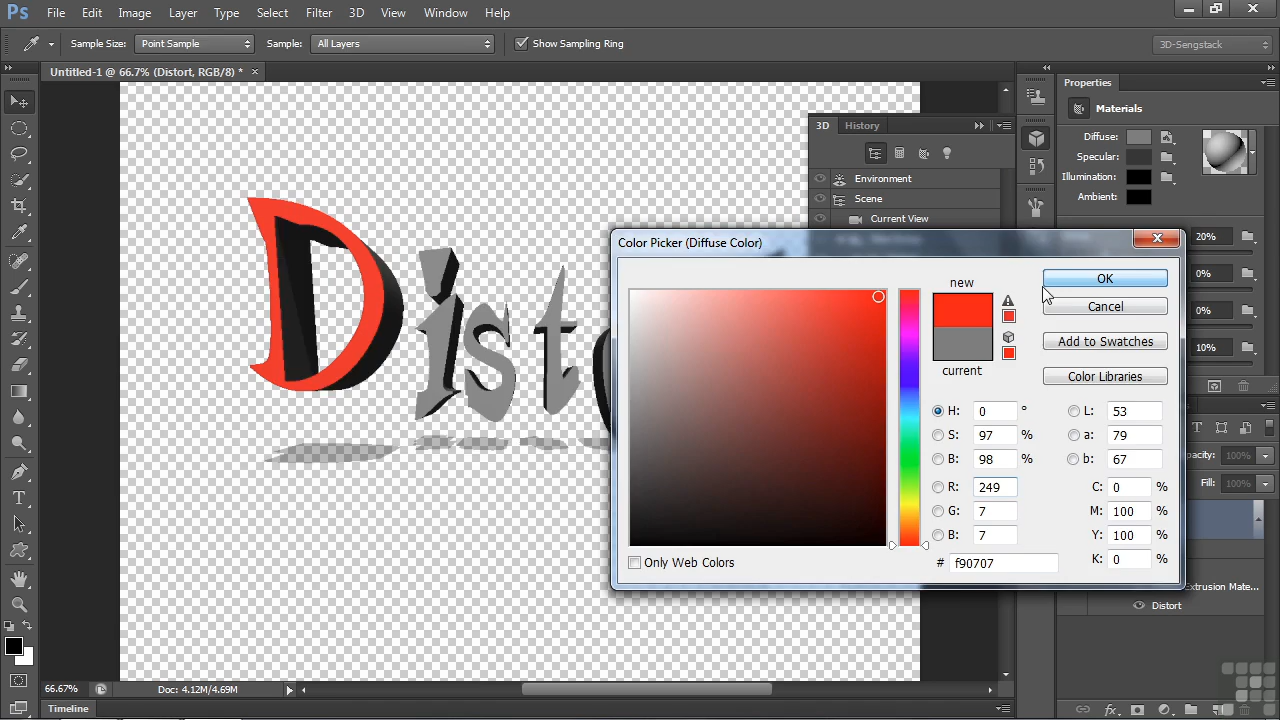 Ps File Edit Image Layer Type Select Filter 3D View Window Help
Sample Size: Point Sample Sample: All Layers Show Sampling Ring 3D-Sengstack
Untitled-1 @ 66.7% (Distort, RGB/8) *
Properties
Materials
Diffuse:
Specular:
Illumination:
Ambient:
20%
0%
0%
10%
3D History
Environment
Scene
Current View
Disto
Color Picker (Diffuse Color)
new
current
OK
Cancel
Add to Swatches
Color Libraries
H: 0 °
S: 97 %
B: 98 %
R: 249
G: 7
B: 7
# f90707
L: 53
a: 79
b: 67
C: 0 %
M: 100 %
Y: 100 %
K: 0 %
Only Web Colors
pacity: 100%
Fill: 100%
xtrusion Mate...
Distort
66.67% Doc: 4.12M/4.69M
Timeline